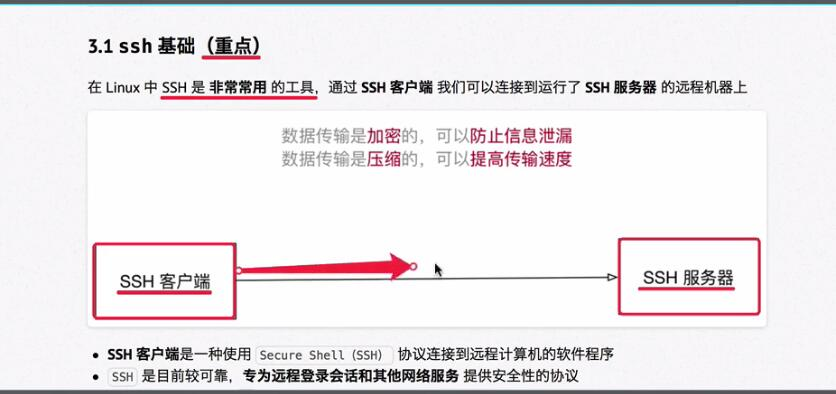 3.1 ssh 基础（重点）
在 Linux 中 SSH 是 非常常用 的工具，通过 SSH 客户端 我们可以连接到运行了 SSH 服务器 的远程机器上
数据传输是加密的，可以防止信息泄漏
数据传输是压缩的，可以提高传输速度
SSH 客户端
SSH 服务器
• SSH 客户端是一种使用 Secure Shell (SSH) 协议连接到远程计算机的软件程序
• SSH 是目前较可靠，专为远程登录会话和其他网络服务 提供安全性的协议